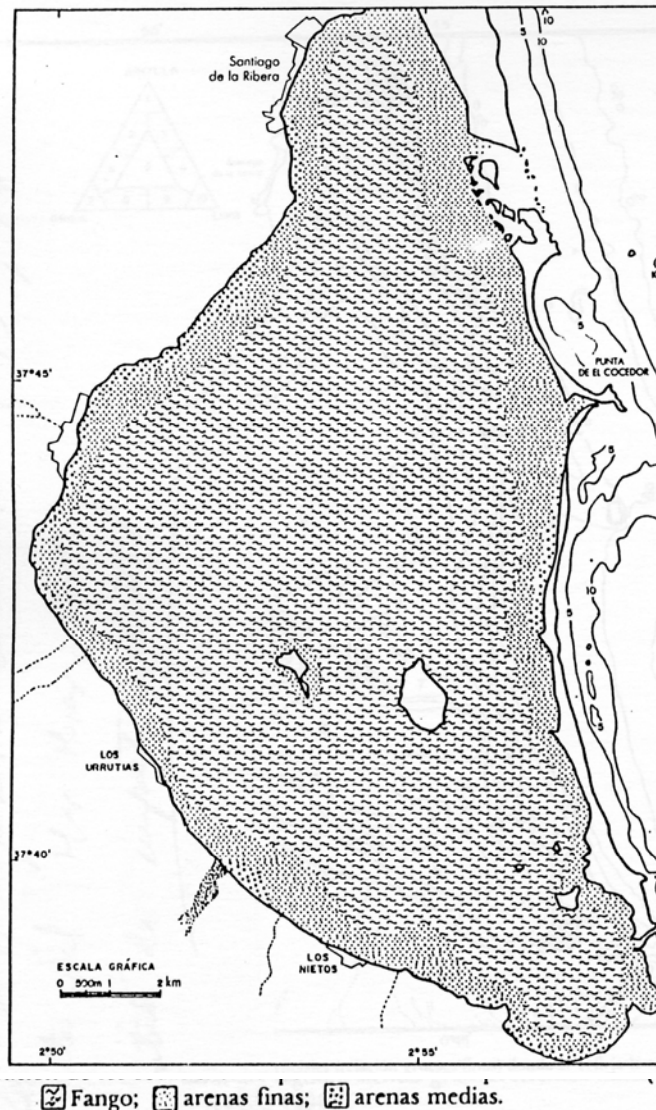 Santiago
de la Ribera
5
10
10
5
37°45'
PUNTA
DE EL COCEDOR
5
5
10
5
LOS
URRUTIAS
37°40'
ESCALA GRÁFICA
0 500m 1 2 km
LOS
NIETOS
2°50'
2°55'
Fango; arenas finas; arenas medias.